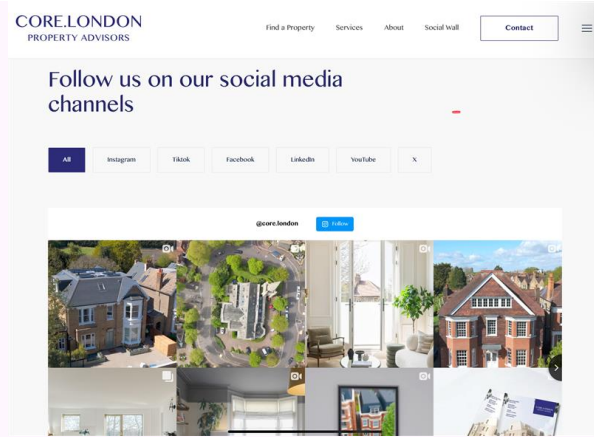 CORE.LONDON
PROPERTY ADVISORS
Find a Property
Services
About
Social Wall
Contact
Follow us on our social media
channels
All
Instagram
Tiktok
Facebook
LinkedIn
YouTube
X
@core.london
Follow